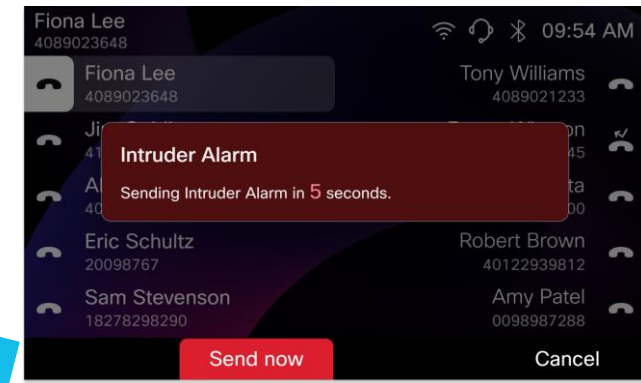 Fiona Lee
4089023648
09:54 AM
Fiona Lee
4089023648
Tony Williams
4089021233
Intruder Alarm
Sending Intruder Alarm in 5 seconds.
Eric Schultz
20098767
Robert Brown
40122939812
Sam Stevenson
18278298290
Amy Patel
0098987288
Send now
Cancel